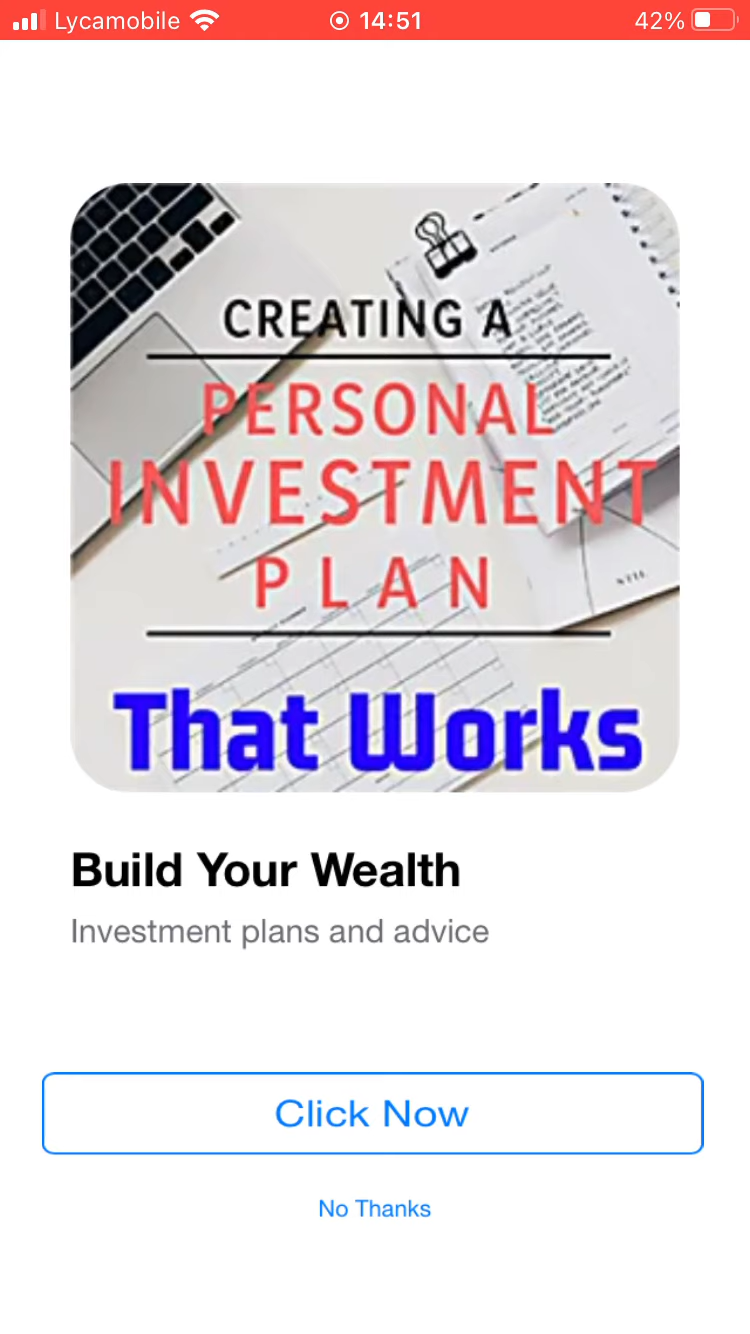 Lycamobile 14:51 42%
CREATING A
PERSONAL
INVESTMENT
PLAN
That Works
Build Your Wealth
Investment plans and advice
Click Now
No Thanks